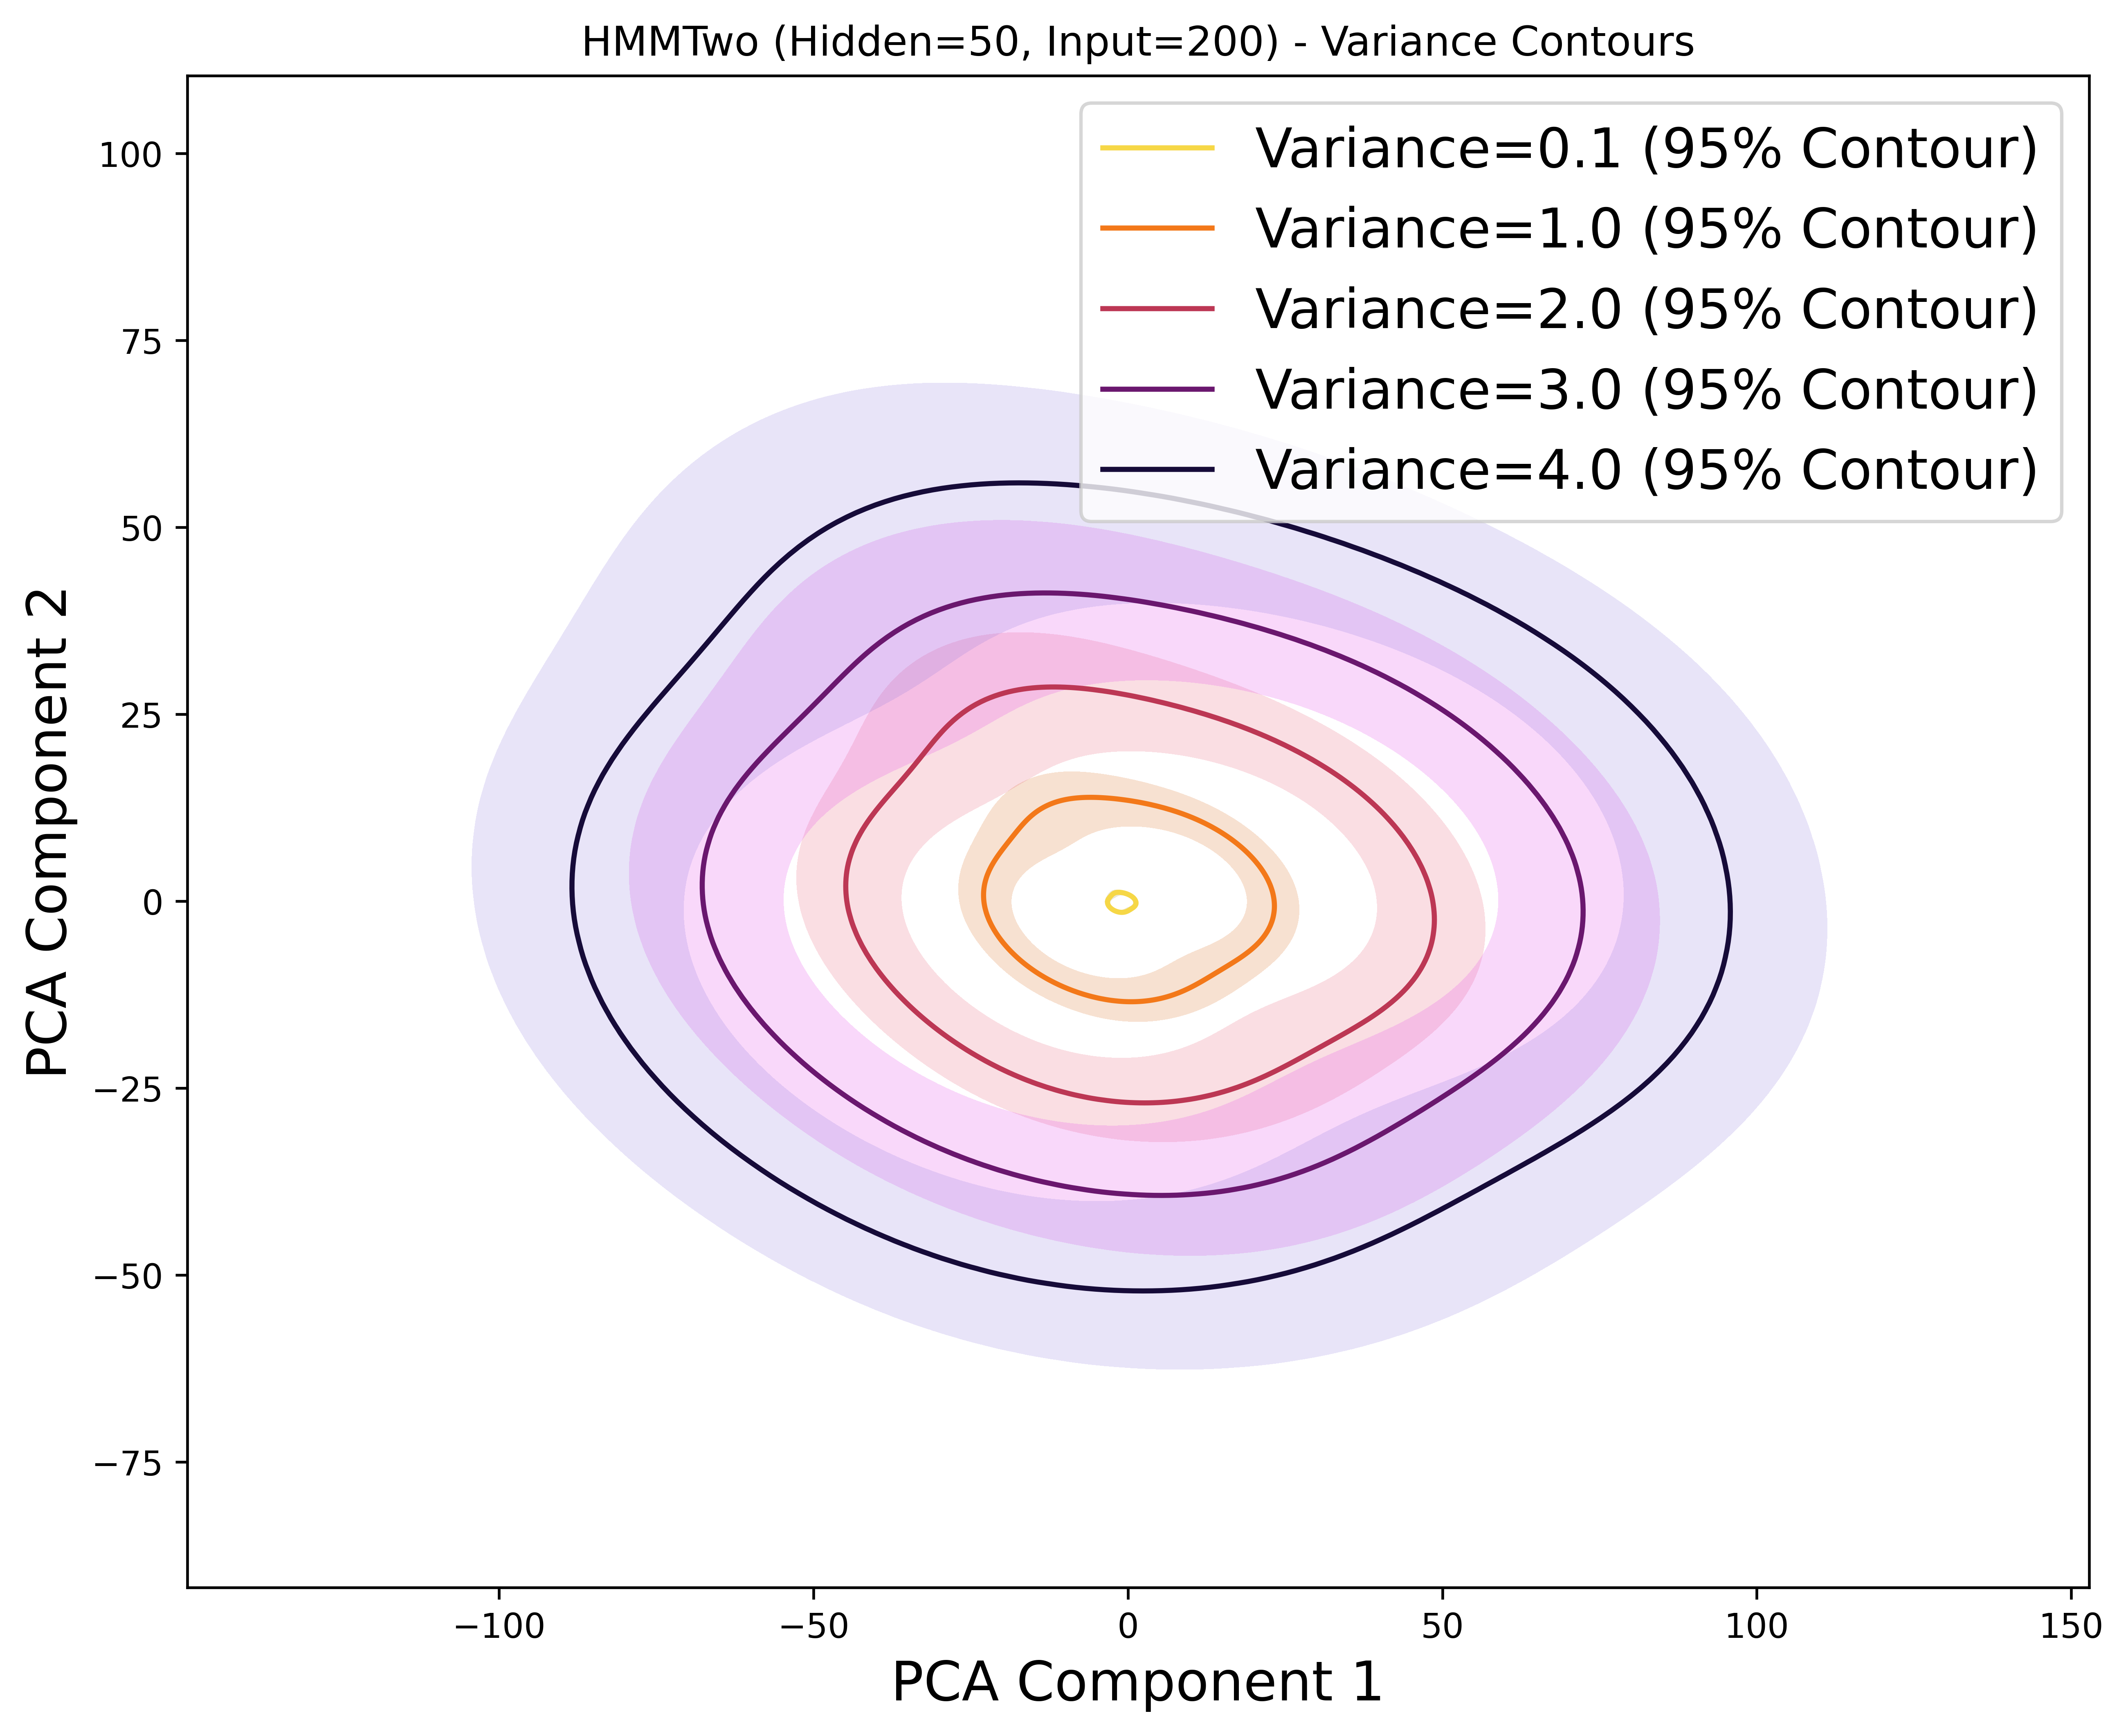 HMMTwo (Hidden=50, Input=200) - Variance Contours
Variance=0.1 (95% Contour)
Variance=1.0 (95% Contour)
Variance=2.0 (95% Contour)
Variance=3.0 (95% Contour)
Variance=4.0 (95% Contour)
PCA Component 2
100
75
50
25
0
−25
−50
−75
−100
−50
0
50
100
150
PCA Component 1